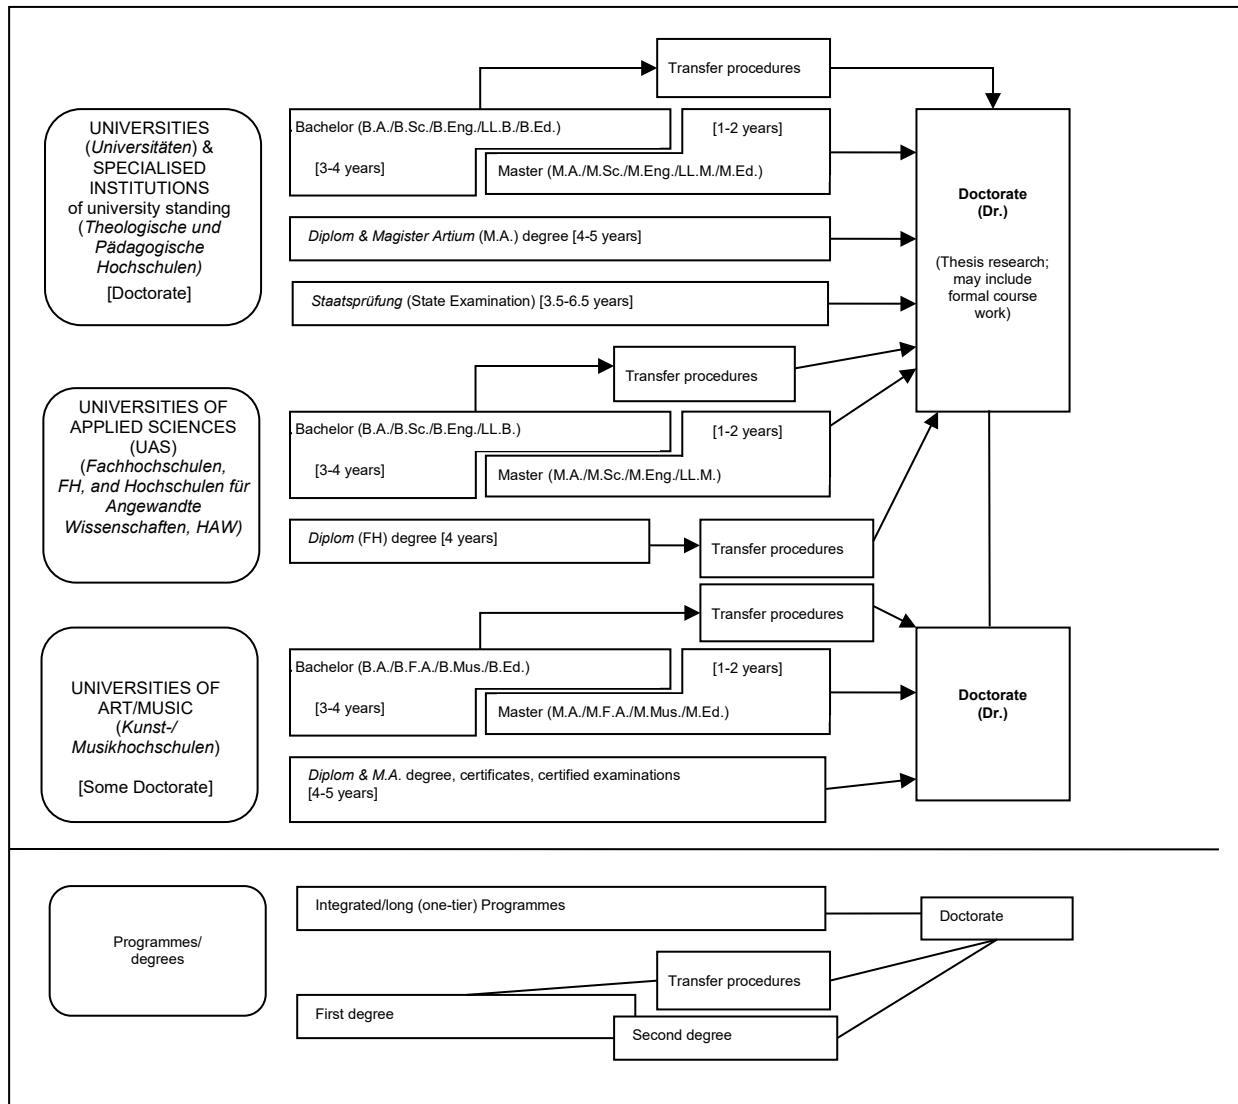 Transfer procedures
UNIVERSITIES
(Universitäten) &
SPECIALISED
INSTITUTIONS
of university standing
(Theologische und
Pädagogische
Hochschulen)
[Doctorate]
. Bachelor (B.A./B.Sc./B.Eng./LL.B./B.Ed.)
[3-4 years]
[1-2 years]
Master (M.A./M.Sc./M.Eng./LL.M./M.Ed.)
Diplom & Magister Artium (M.A.) degree [4-5 years]
Staatsprüfung (State Examination) [3.5-6.5 years]
Doctorate
(Dr.)
(Thesis research;
may include
formal course
work)
Transfer procedures
UNIVERSITIES OF
APPLIED SCIENCES
(UAS)
(Fachhochschulen,
FH, and Hochschulen für
Angewandte
Wissenschaften, HAW)
. Bachelor (B.A./B.Sc./B.Eng./LL.B.)
[3-4 years]
[1-2 years]
Master (M.A./M.Sc./M.Eng./LL.M.)
Diplom (FH) degree [4 years]
Transfer procedures
Transfer procedures
UNIVERSITIES OF
ART/MUSIC
(Kunst-/
Musikhochschulen)
[Some Doctorate]
. Bachelor (B.A./B.F.A./B.Mus./B.Ed.)
[3-4 years]
[1-2 years]
Master (M.A./M.F.A./M.Mus./M.Ed.)
Diplom & M.A. degree, certificates, certified examinations
[4-5 years]
Doctorate
(Dr.)
Programmes/
degrees
Integrated/long (one-tier) Programmes
Doctorate
Transfer procedures
First degree
Second degree